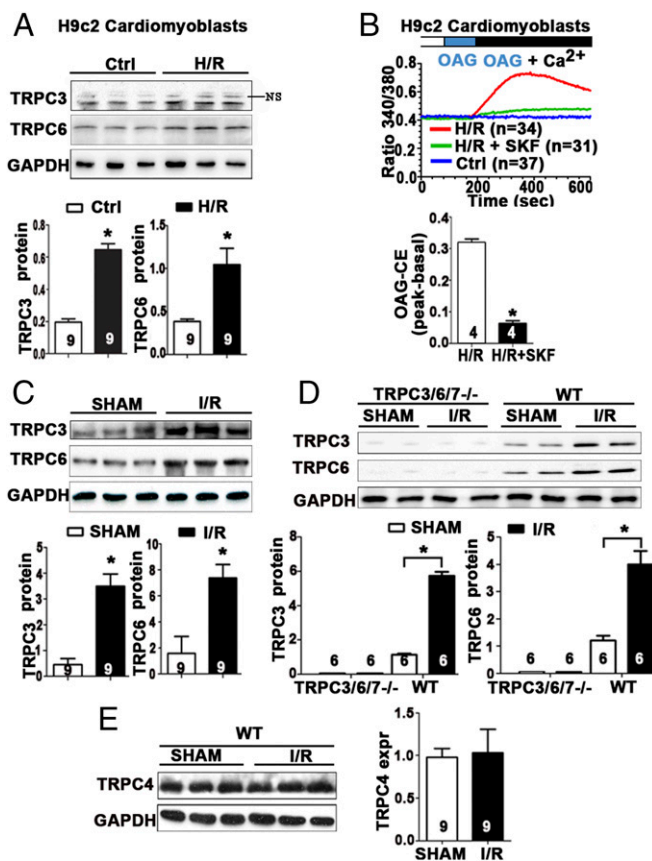 A
H9c2 Cardiomyoblasts
Ctrl H/R
TRPC3
NS
TRPC6
GAPDH
Ctrl H/R
TRPC3 protein
0.8
0.6
0.4
0.2
0.0
9
*
9
TRPC6 protein
1.5
1.0
0.5
0.0
9
*
9
B
H9c2 Cardiomyoblasts
OAG OAG + Ca2+
Ratio 340/380
0.8
0.6
0.4
0.2
0.0
H/R (n=34)
H/R + SKF (n=31)
Ctrl (n=37)
0 200 400 600
Time (sec)
OAG-CE
(peak-basal)
0.4
0.3
0.2
0.1
0.0
4
*
4
H/R H/R+SKF
C
SHAM I/R
TRPC3
TRPC6
GAPDH
SHAM I/R
TRPC3 protein
5
4
3
2
1
0
9
*
9
TRPC6 protein
10
8
6
4
2
0
9
*
9
D
TRPC3/6/7-/- WT
SHAM I/R SHAM I/R
TRPC3
TRPC6
GAPDH
SHAM I/R
TRPC3 protein
8
6
4
2
0
6 6 6 6
*
TRPC3/6/7-/- WT
TRPC6 protein
5
4
3
2
1
0
6 6 6 6
*
TRPC3/6/7-/- WT
E
WT
SHAM I/R
TRPC4
GAPDH
TRPC4 expr
1.5
1.0
0.5
0.0
9 9
SHAM I/R